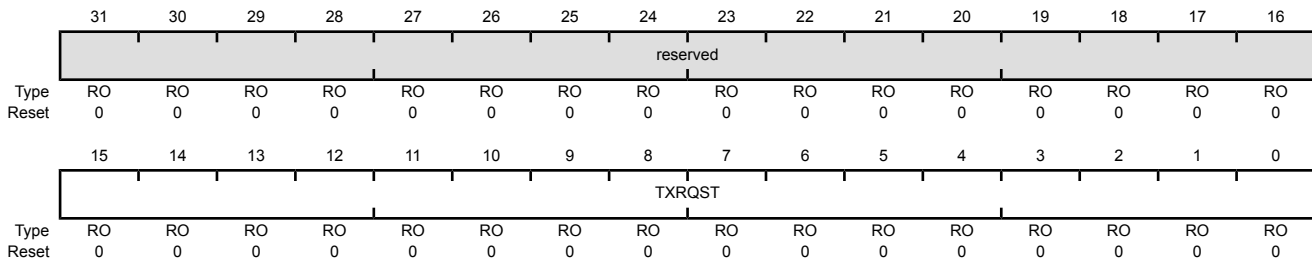 31 30 29 28 27 26 25 24 23 22 21 20 19 18 17 16
reserved
Type RO RO RO RO RO RO RO RO RO RO RO RO RO RO RO RO
Reset 0 0 0 0 0 0 0 0 0 0 0 0 0 0 0 0
15 14 13 12 11 10 9 8 7 6 5 4 3 2 1 0
TXRQST
Type RO RO RO RO RO RO RO RO RO RO RO RO RO RO RO RO
Reset 0 0 0 0 0 0 0 0 0 0 0 0 0 0 0 0